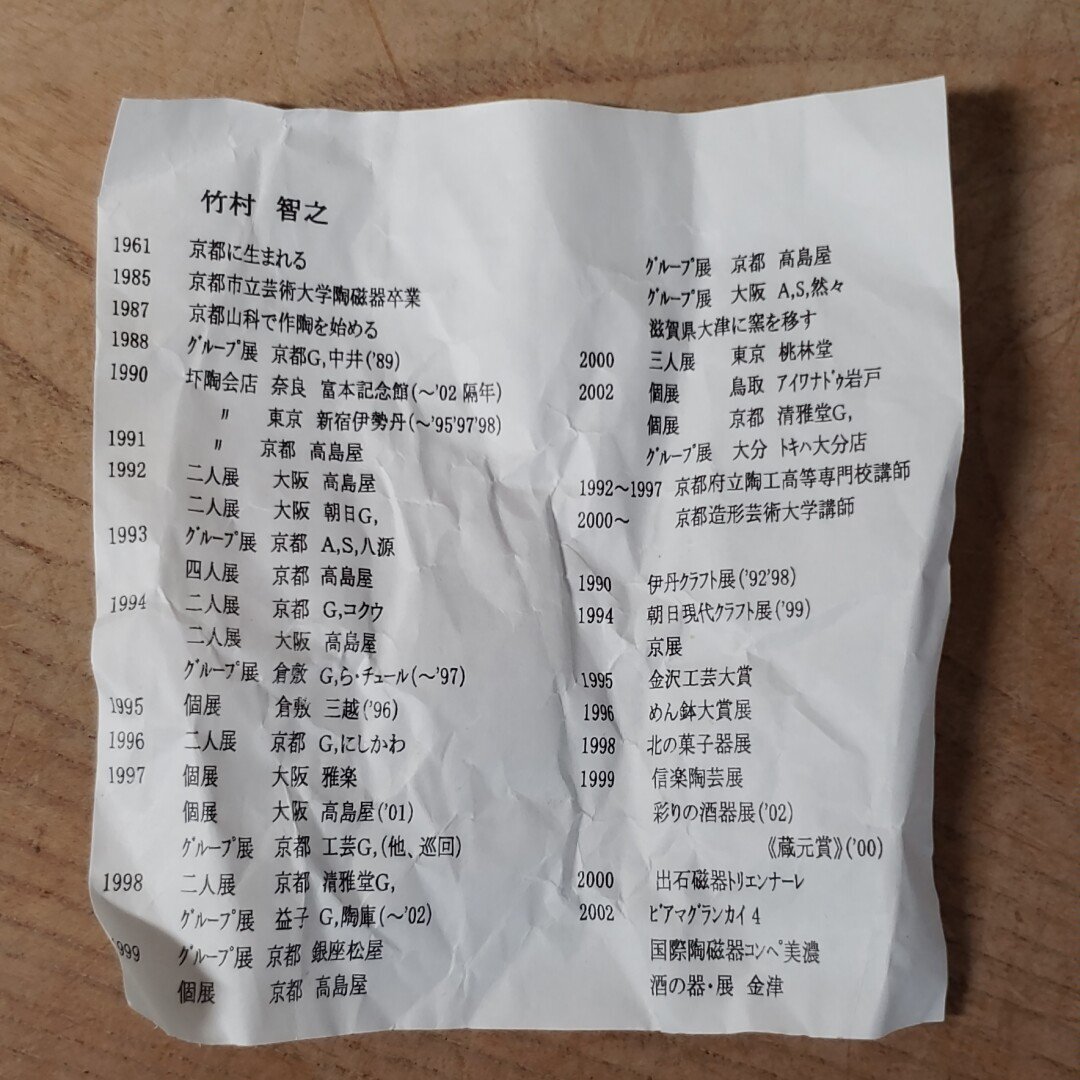 竹村 智之
1961 京都に生まれる
1985 京都市立芸術大学陶磁器卒業
1987 京都山科で作陶を始める
1988 グループ展 京都G,中井('89)
1990 圷陶会店 奈良 富本記念館(～'02 隔年)
〃 東京 新宿伊勢丹(～'95'97'98)
1991 〃 京都 高島屋
1992 二人展 大阪 高島屋
二人展 大阪 朝日G,
1993 グループ展 京都 A,S,八源
四人展 京都 高島屋
1994 二人展 京都 G,コクウ
二人展 大阪 高島屋
グループ展 倉敷 G,ら・チュール(～'97)
1995 個展 倉敷 三越('96)
1996 二人展 京都 G,にしかわ
1997 個展 大阪 雅楽
個展 大阪 高島屋('01)
グループ展 京都 工芸G,(他、巡回)
1998 二人展 京都 清雅堂G,
グループ展 益子 G,陶庫(～'02)
1999 グループ展 京都 銀座松屋
個展 京都 高島屋
グループ展 京都 高島屋
グループ展 大阪 A,S,然々
滋賀県大津に窯を移す
2000 三人展 東京 桃林堂
2002 個展 鳥取 アイワナドゥ岩戸
個展 京都 清雅堂G,
グループ展 大分 トキハ大分店
1992～1997 京都府立陶工高等専門校講師
2000～ 京都造形芸術大学講師
1990 伊丹クラフト展('92'98)
1994 朝日現代クラフト展('99)
京展
1995 金沢工芸大賞
1996 めん鉢大賞展
1998 北の菓子器展
1999 信楽陶芸展
彩りの酒器展('02)
《蔵元賞》('00)
2000 出石磁器トリエンナーレ
2002 ビアマグランカイ4
国際陶磁器コンペ美濃
酒の器・展 金津